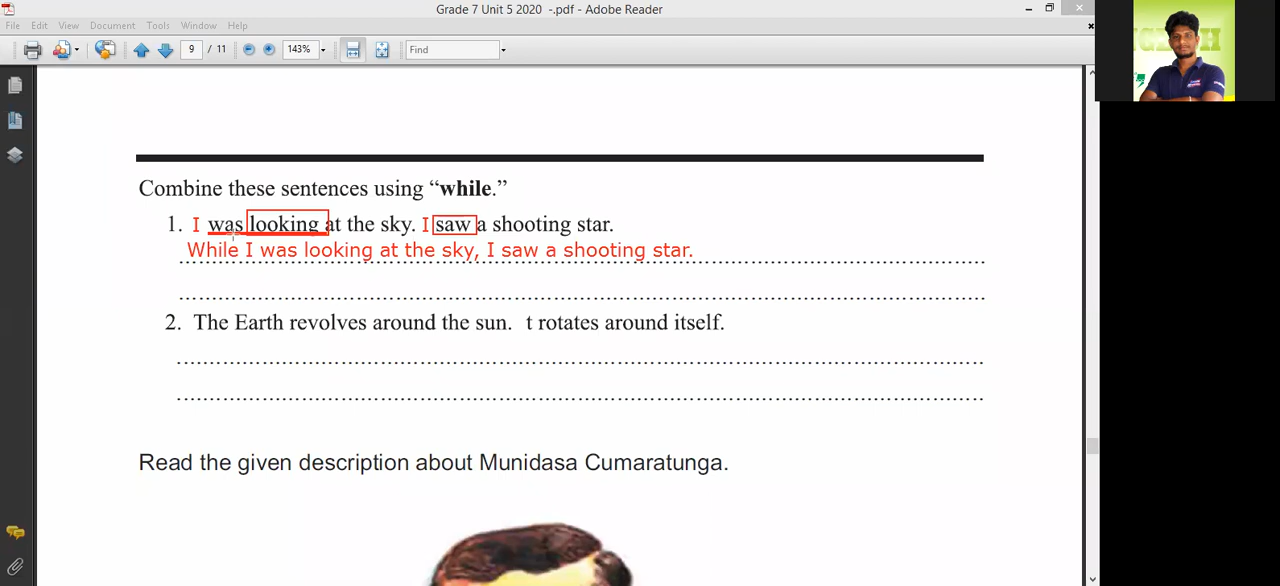 Grade 7 Unit 5 2020 -.pdf - Adobe Reader
File Edit View Document Tools Window Help
9 / 11 143% Find
Combine these sentences using “while.”
1. I was looking at the sky. I saw a shooting star.
While I was looking at the sky, I saw a shooting star.
2. The Earth revolves around the sun. t rotates around itself.
Read the given description about Munidasa Cumaratunga.